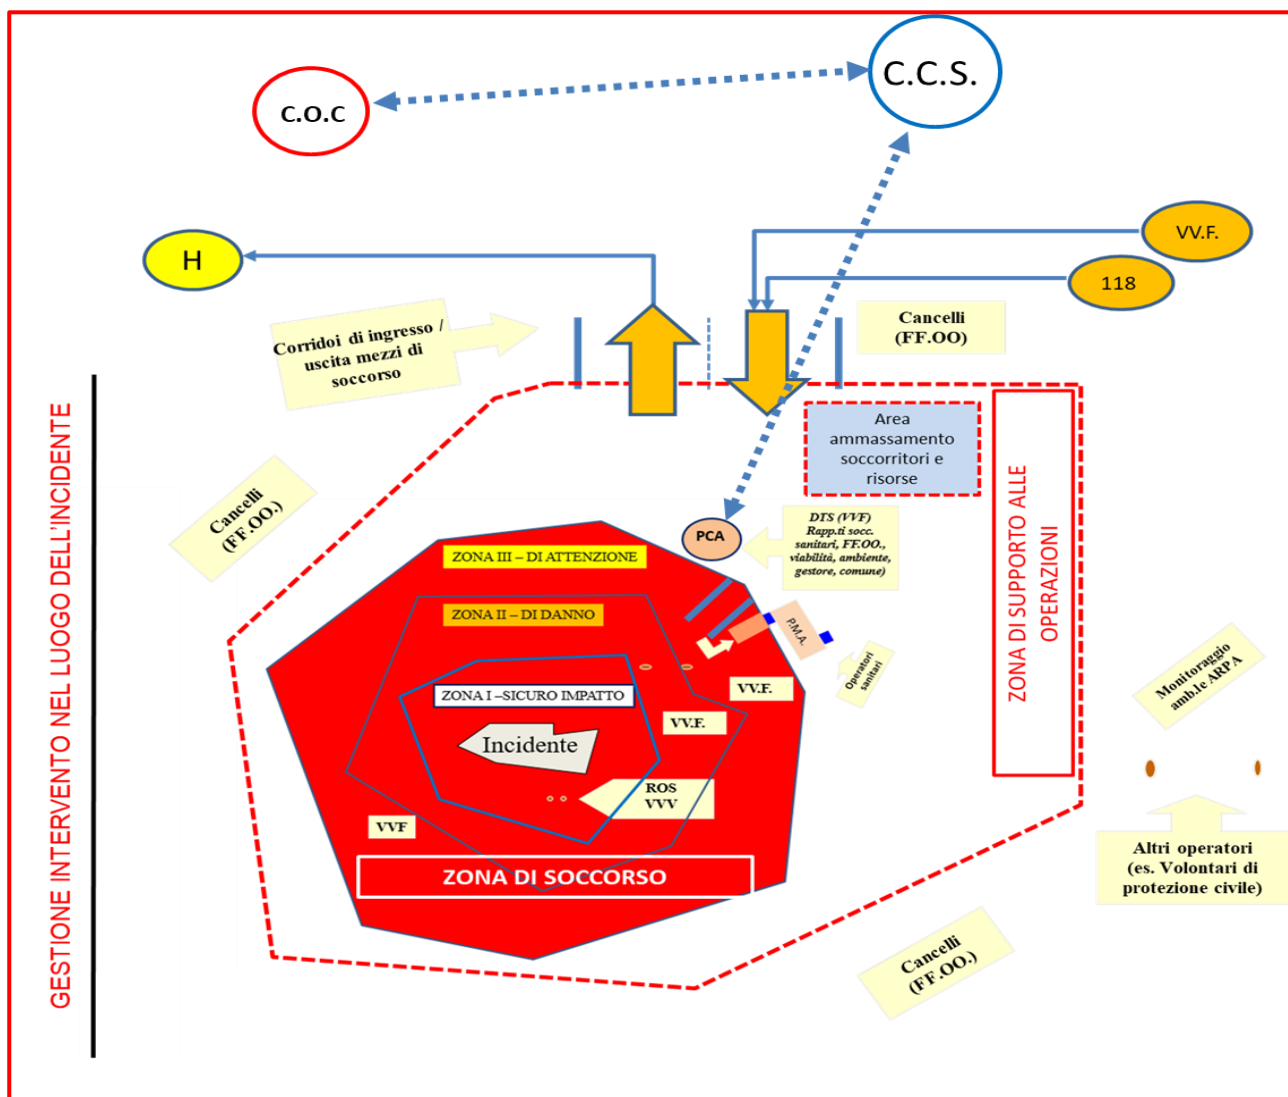 C.C.S.
C.O.C
VV.F.
H
118
Cancelli
(FF.OO)
Corridoi di ingresso /
uscita mezzi di
soccorso
GESTIONE INTERVENTO NEL LUOGO DELL'INCIDENTE
Area
ammassamento
soccorritori e
risorse
ZONA DI SUPPORTO ALLE
OPERAZIONI
Cancelli
(FF.OO.)
PCA
DTS (VVF)
Rapp.ti socc.
sanitari, FF.OO.,
viabilità, ambiente,
gestore, comune)
ZONA III – DI ATTENZIONE
ZONA II – DI DANNO
P.M.A.
Operatori
sanitari
Monitoraggio
amb.le ARPA
ZONA I –SICURO IMPATTO
VV.F.
VV.F.
Incidente
ROS
VVV
VVF
ZONA DI SOCCORSO
Altri operatori
(es. Volontari di
protezione civile)
Cancelli
(FF.OO.)